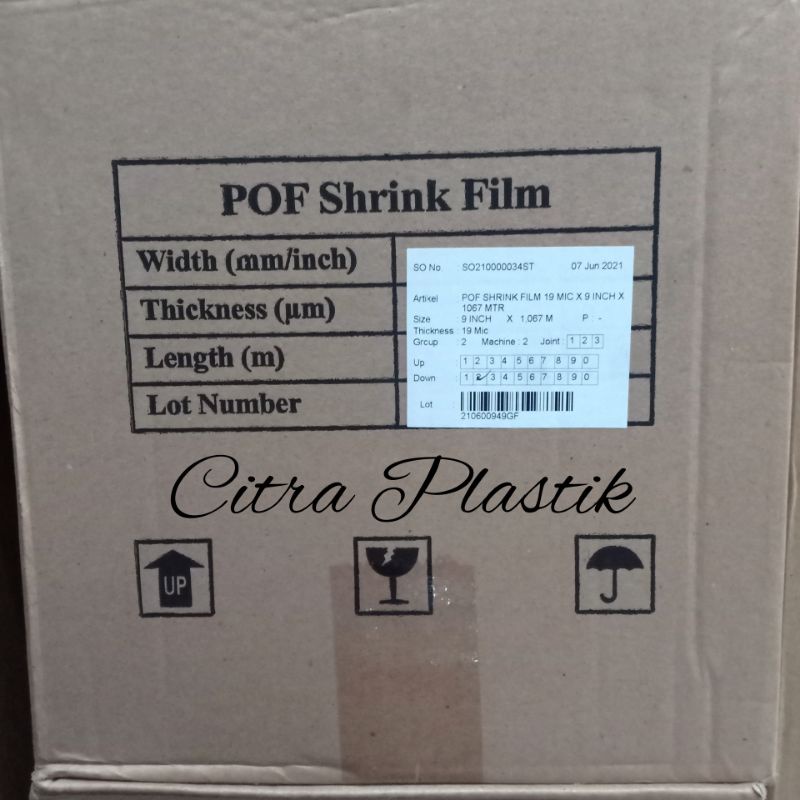 POF Shrink Film
Width (mm/inch)
Thickness (µm)
Length (m)
Lot Number
SO No. SO210000034ST 07 Jun 2021
Artikel POF SHRINK FILM 19 MIC X 9 INCH X
1067 MTR
Size : 9 INCH X 1.067 M P : -
Thickness : 19 Mic
Group : 2 Machine : 2 Joint : 1 2 3
Up : 1 2 3 4 5 6 7 8 9 0
Down : 1 2 3 4 5 6 7 8 9 0
Lot
210600949GF
Citra Plastik
UP